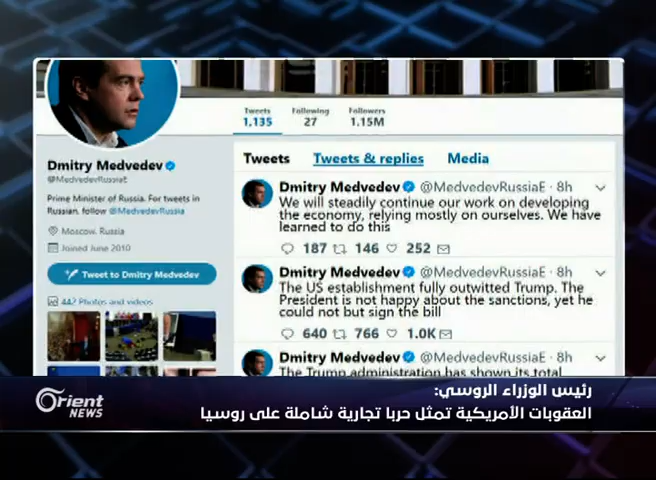 Tweets Following Followers
1,135 27 1.15M
Dmitry Medvedev
@MedvedevRussiaE
Prime Minister of Russia. For tweets in
Russian, follow @MedvedevRussia
Moscow, Russia
Joined June 2010
Tweet to Dmitry Medvedev
442 Photos and videos
Tweets Tweets & replies Media
Dmitry Medvedev @MedvedevRussiaE · 8h
We will steadily continue our work on developing
the economy, relying mostly on ourselves. We have
learned to do this
187 146 252
Dmitry Medvedev @MedvedevRussiaE · 8h
The US establishment fully outwitted Trump. The
President is not happy about the sanctions, yet he
could not but sign the bill
640 766 1.0K
Dmitry Medvedev @MedvedevRussiaE · 8h
The Trump administration has shown its total
رئيس الوزراء الروسي:
العقوبات الأمريكية تمثل حربا تجارية شاملة على روسيا
Orient
NEWS